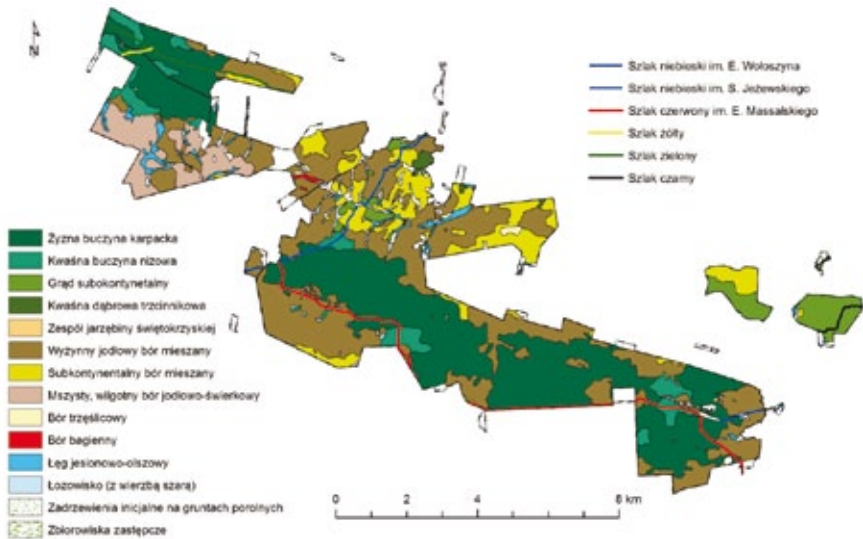 N
Szlak niebieski im. E. Wołoszyna
Szlak niebieski im. S. Jeżewskiego
Szlak czerwony im. E. Massalskiego
Szlak żółty
Szlak zielony
Szlak czarny
Żyzna buczyna karpacka
Kwaśna buczyna niżowa
Grąd subkontynetalny
Kwaśna dąbrowa trzcinnikowa
Zespół jarzębiny świętokrzyskiej
Wyżynny jodłowy bór mieszany
Subkontynentalny bór mieszany
Mszysty, wilgotny bór jodłowo-świerkowy
Bór trzęślicowy
Bór bagienny
Łęg jesionowo-olszowy
Łozowisko (z wierzbą szarą)
Zadrzewienia inicjalne na gruntach porolnych
Zbiorowiska zastępcze
0 2 4 8 km